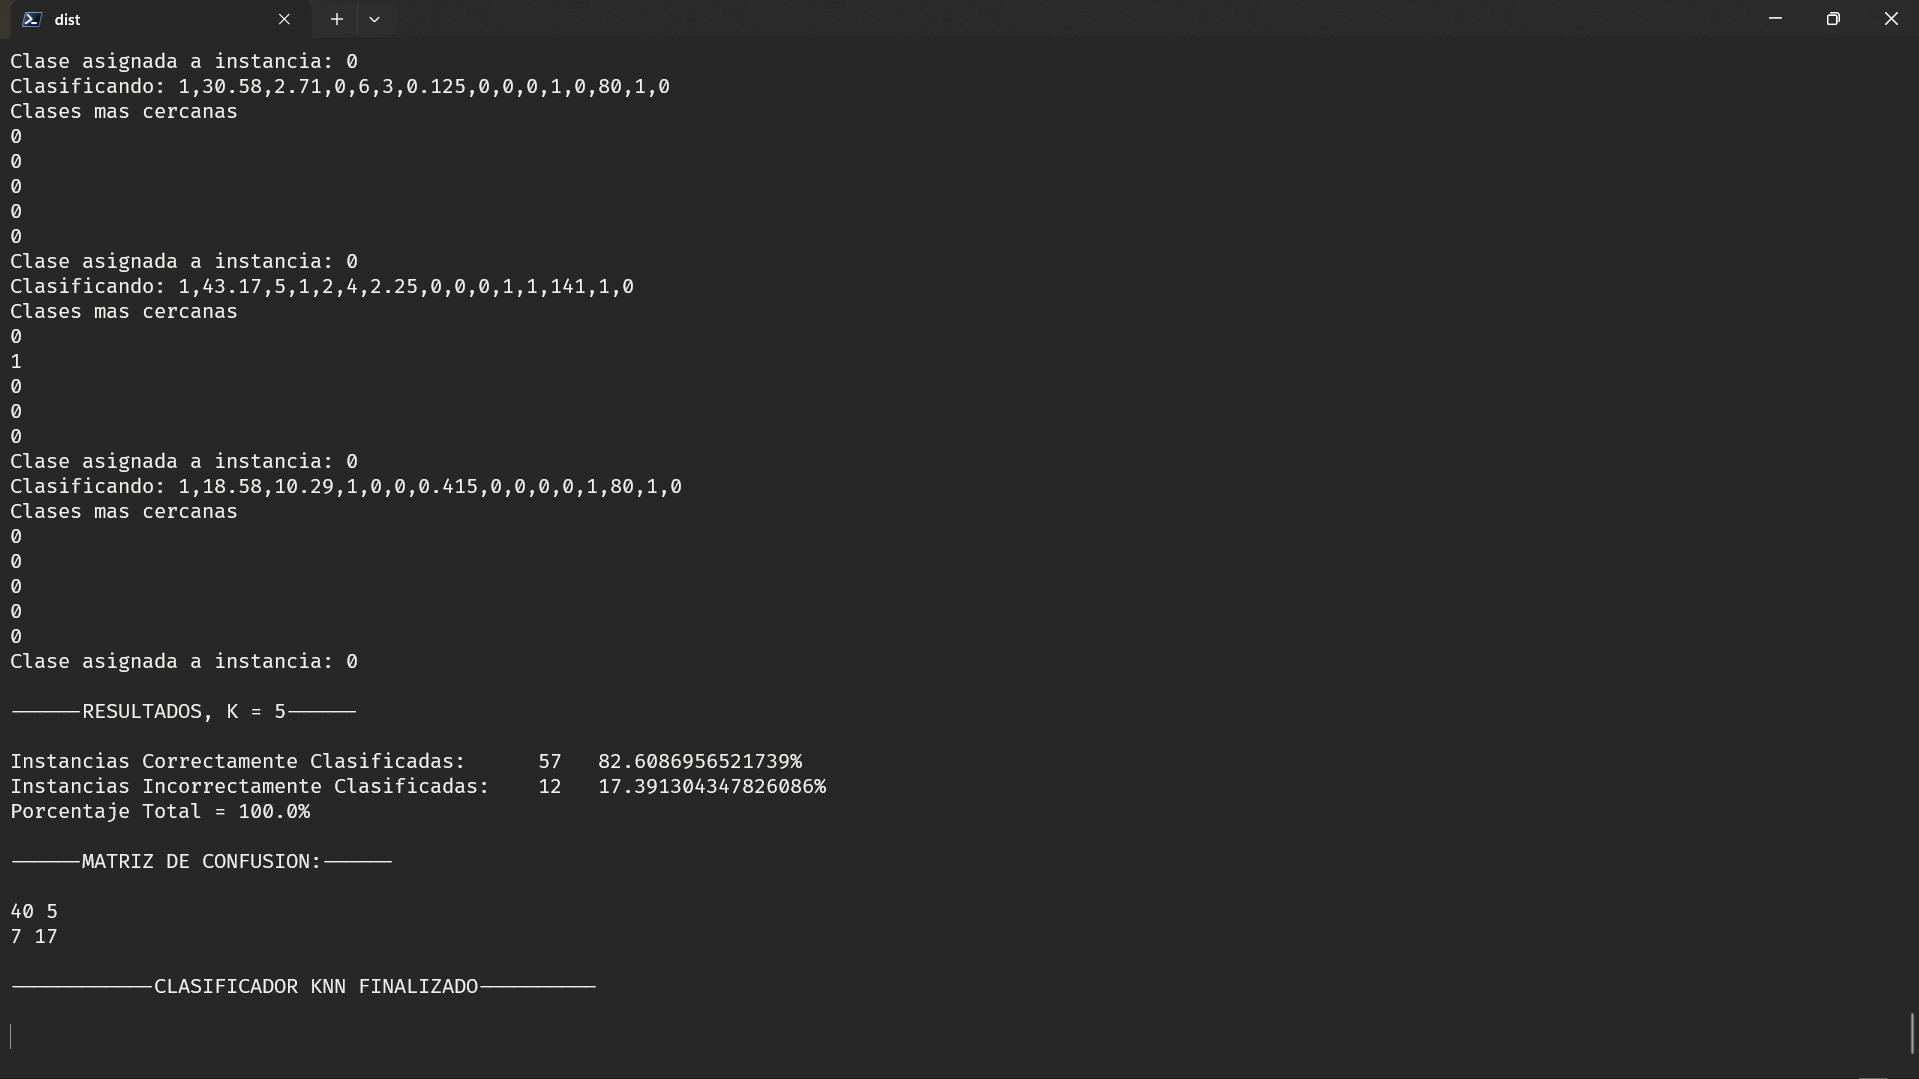 dist
Clase asignada a instancia: 0
Clasificando: 1,30.58,2.71,0,6,3,0.125,0,0,0,1,0,80,1,0
Clases mas cercanas
0
0
0
0
0
Clase asignada a instancia: 0
Clasificando: 1,43.17,5,1,2,4,2.25,0,0,0,1,1,141,1,0
Clases mas cercanas
0
1
0
0
0
Clase asignada a instancia: 0
Clasificando: 1,18.58,10.29,1,0,0,0.415,0,0,0,0,1,80,1,0
Clases mas cercanas
0
0
0
0
0
Clase asignada a instancia: 0
------RESULTADOS, K = 5------
Instancias Correctamente Clasificadas: 57 82.6086956521739%
Instancias Incorrectamente Clasificadas: 12 17.391304347826086%
Porcentaje Total = 100.0%
------MATRIZ DE CONFUSION:------
40 5
7 17
------------CLASIFICADOR KNN FINALIZADO----------